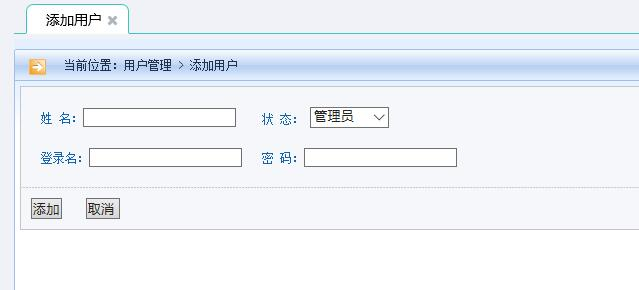 添加用户
当前位置：用户管理 > 添加用户
姓 名： 状 态： 管理员
登录名： 密 码：
添加 取消